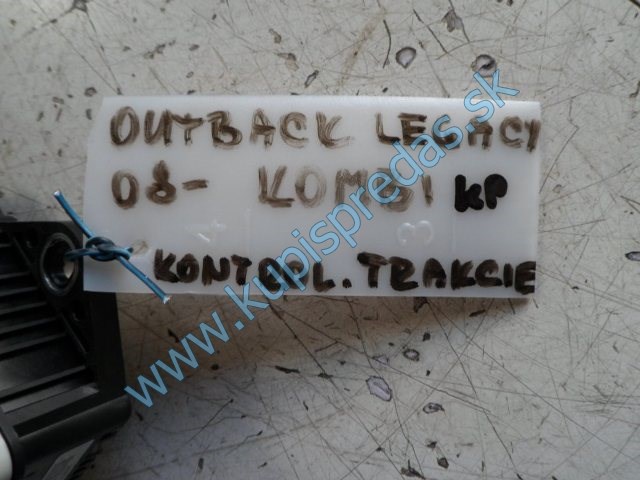 OUTBACK LEGACY
08- KOMBI KP
KONTROL. TRAKCIE
www.kupispredas.sk